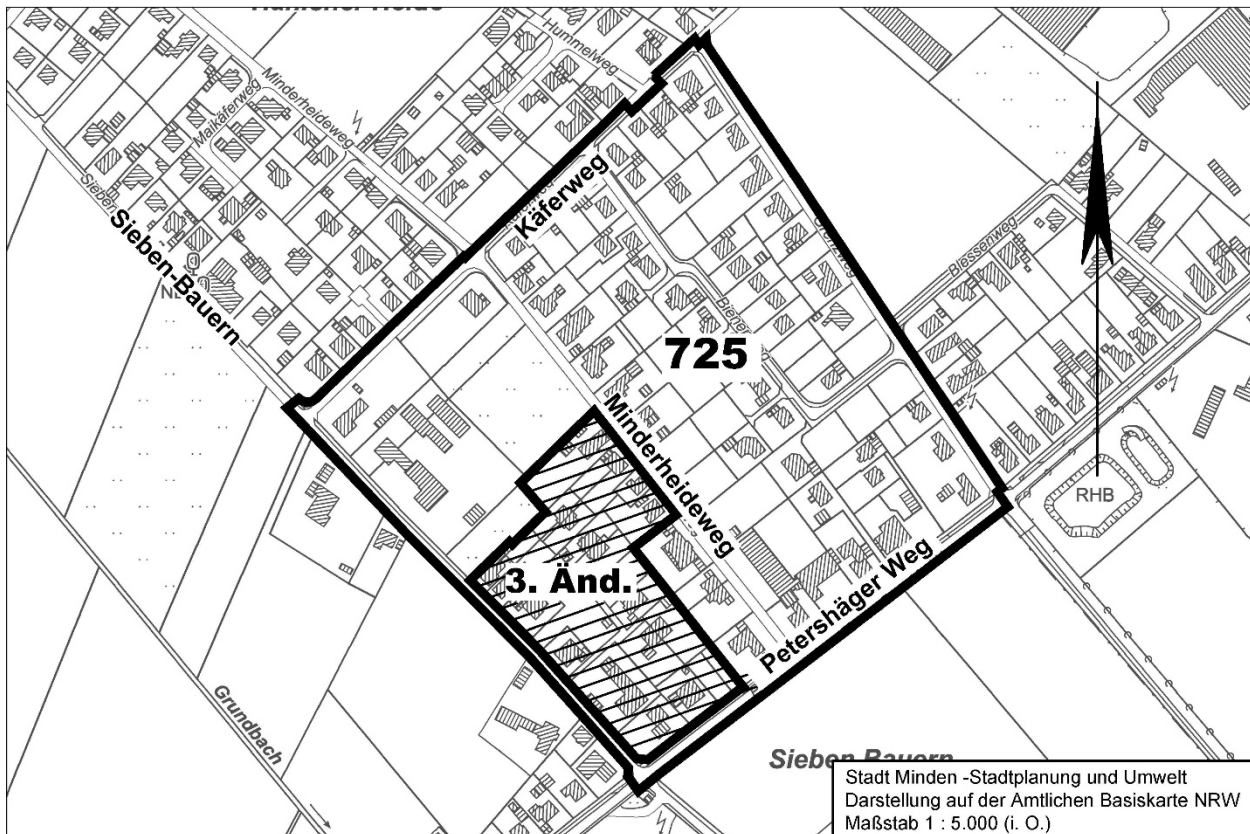 Hummelweg
Minderheideweg
Maikäferweg
Käferweg
Sieben-Bauern
Biessenweg
725
Minderheideweg
RHB
3. Änd.
Petershäger Weg
Grundbach
Sieben Bauern
Stadt Minden -Stadtplanung und Umwelt
Darstellung auf der Amtlichen Basiskarte NRW
Maßstab 1 : 5.000 (i. O.)